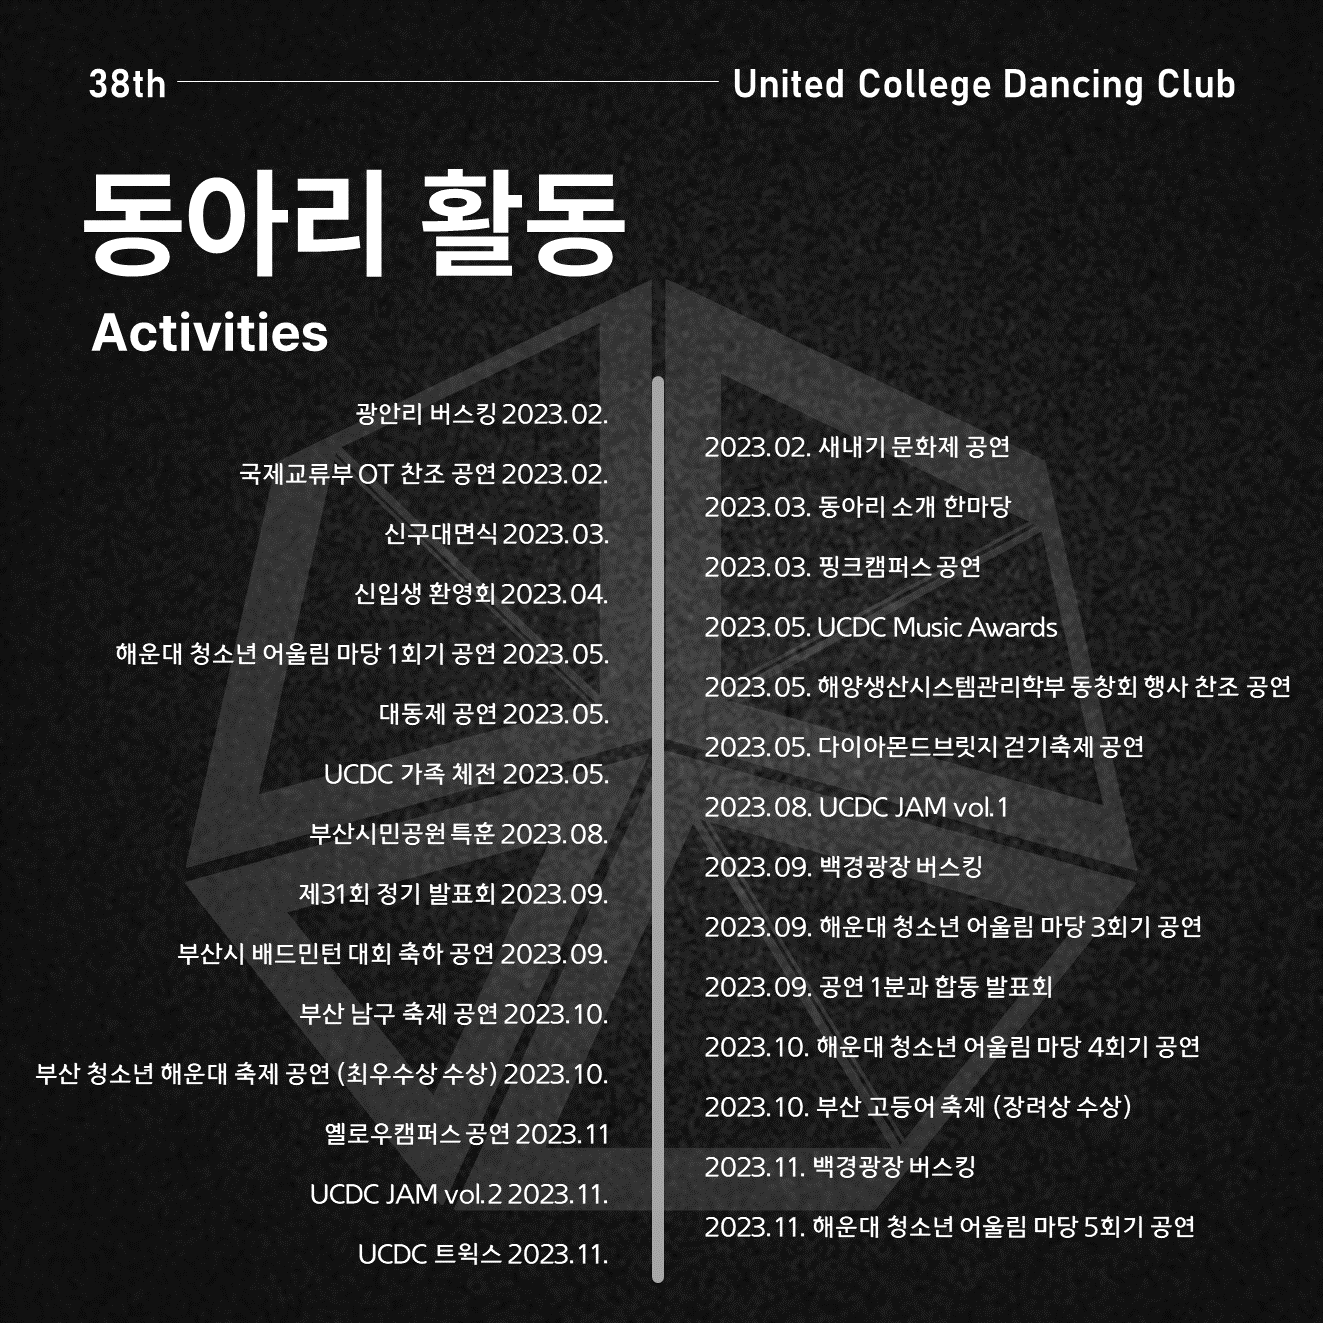 38th
United College Dancing Club
동아리 활동
Activities
광안리 버스킹 2023.02.
2023.02. 새내기 문화제 공연
국제교류부 OT 찬조 공연 2023.02.
2023.03. 동아리 소개 한마당
신구대면식 2023.03.
2023.03. 핑크캠퍼스 공연
신입생 환영회 2023.04.
2023.05. UCDC Music Awards
해운대 청소년 어울림 마당 1회기 공연 2023.05.
2023.05. 해양생산시스템관리학부 동창회 행사 찬조 공연
대동제 공연 2023.05.
2023.05. 다이아몬드브릿지 걷기축제 공연
UCDC 가족 체전 2023.05.
2023.08. UCDC JAM vol.1
부산시민공원 특훈 2023.08.
2023.09. 백경광장 버스킹
제31회 정기 발표회 2023.09.
2023.09. 해운대 청소년 어울림 마당 3회기 공연
부산시 배드민턴 대회 축하 공연 2023.09.
2023.09. 공연 1분과 합동 발표회
부산 남구 축제 공연 2023.10.
2023.10. 해운대 청소년 어울림 마당 4회기 공연
부산 청소년 해운대 축제 공연 (최우수상 수상) 2023.10.
2023.10. 부산 고등어 축제 (장려상 수상)
옐로우캠퍼스 공연 2023.11
2023.11. 백경광장 버스킹
UCDC JAM vol.2 2023.11.
2023.11. 해운대 청소년 어울림 마당 5회기 공연
UCDC 트윅스 2023.11.